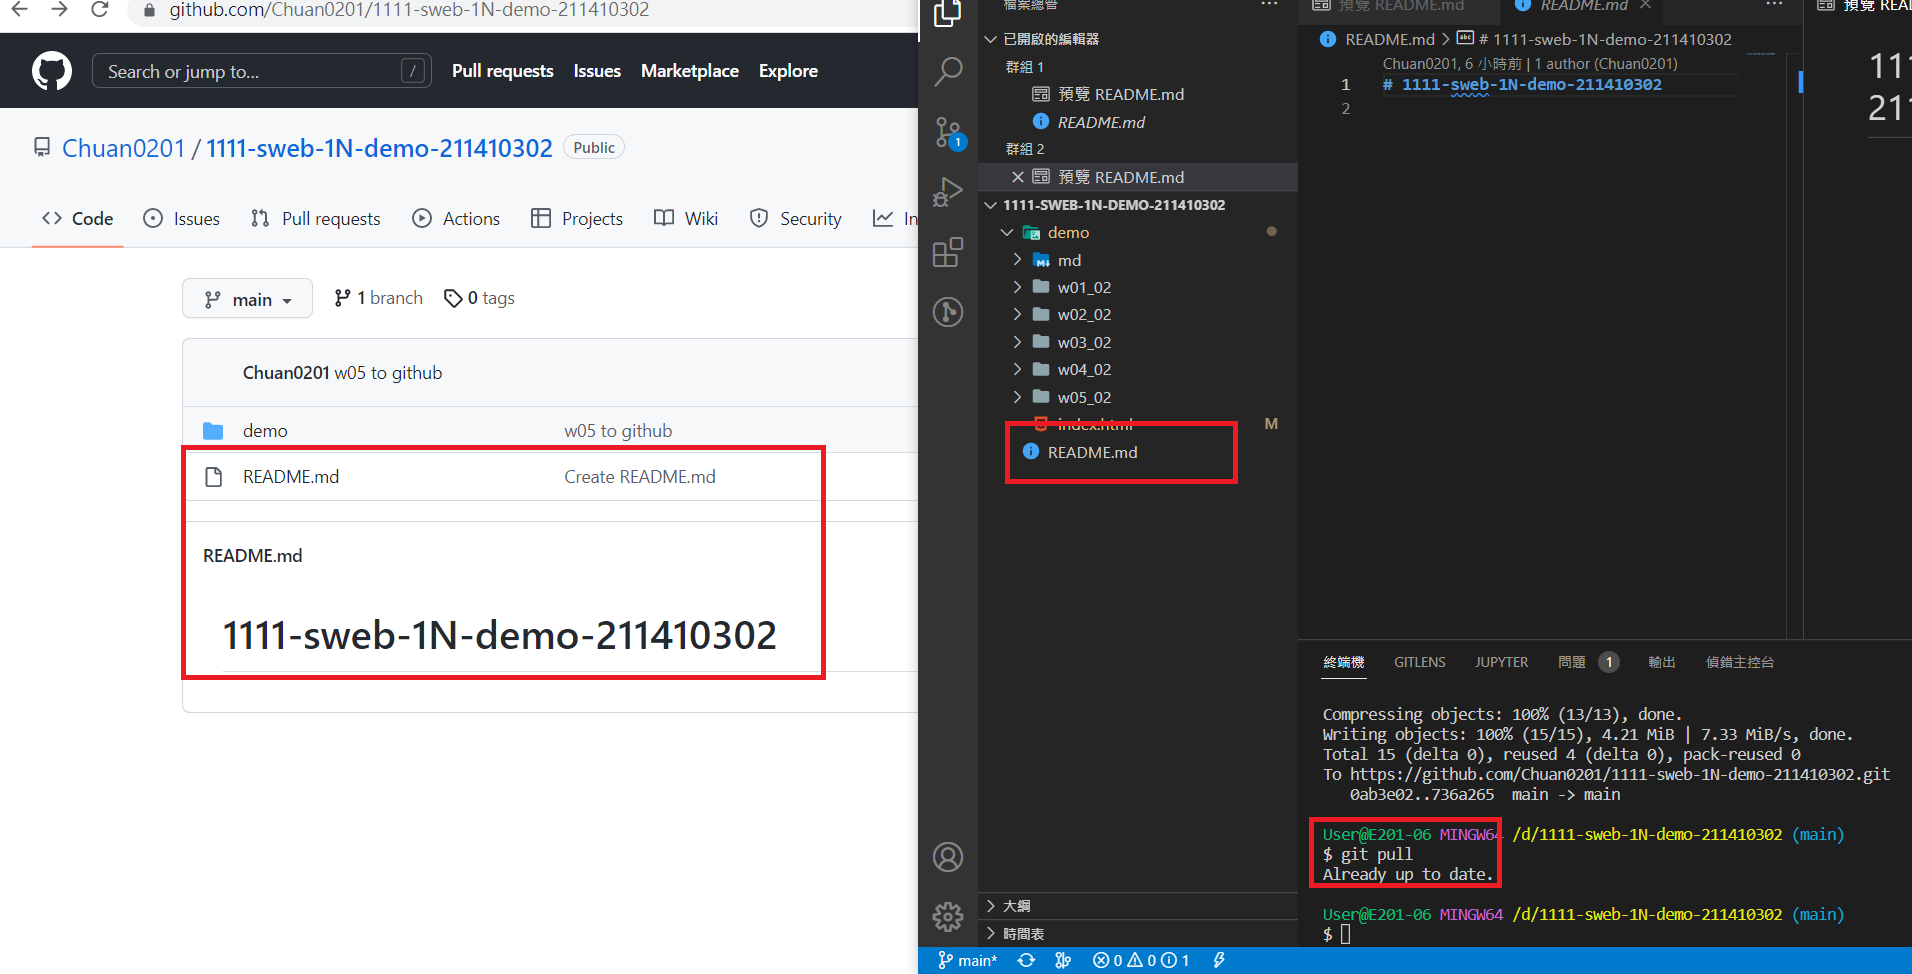 github.com/Chuan0201/1111-sweb-1N-demo-211410302
Search or jump to...
/
Pull requests
Issues
Marketplace
Explore
Chuan0201 / 1111-sweb-1N-demo-211410302
Public
Code
Issues
Pull requests
Actions
Projects
Wiki
Security
In
main
1 branch
0 tags
Chuan0201 w05 to github
demo
w05 to github
README.md
Create README.md
README.md
1111-sweb-1N-demo-211410302
檔案總管
已開啟的編輯器
群組 1
預覽 README.md
README.md
群組 2
預覽 README.md
1111-SWEB-1N-DEMO-211410302
demo
md
w01_02
w02_02
w03_02
w04_02
w05_02
index.html
M
README.md
大綱
時間表
預覽 README.md
README.md
README.md > # 1111-sweb-1N-demo-211410302
Chuan0201, 6 小時前 | 1 author (Chuan0201)
1 # 1111-sweb-1N-demo-211410302
2
預覽 READ
111
211
終端機
GITLENS
JUPYTER
問題 1
輸出
偵錯主控台
Compressing objects: 100% (13/13), done.
Writing objects: 100% (15/15), 4.21 MiB | 7.33 MiB/s, done.
Total 15 (delta 0), reused 4 (delta 0), pack-reused 0
To https://github.com/Chuan0201/1111-sweb-1N-demo-211410302.git
0ab3e02..736a265 main -> main
User@E201-06 MINGW64 /d/1111-sweb-1N-demo-211410302 (main)
$ git pull
Already up to date.
User@E201-06 MINGW64 /d/1111-sweb-1N-demo-211410302 (main)
$
1
main*
0 0 1